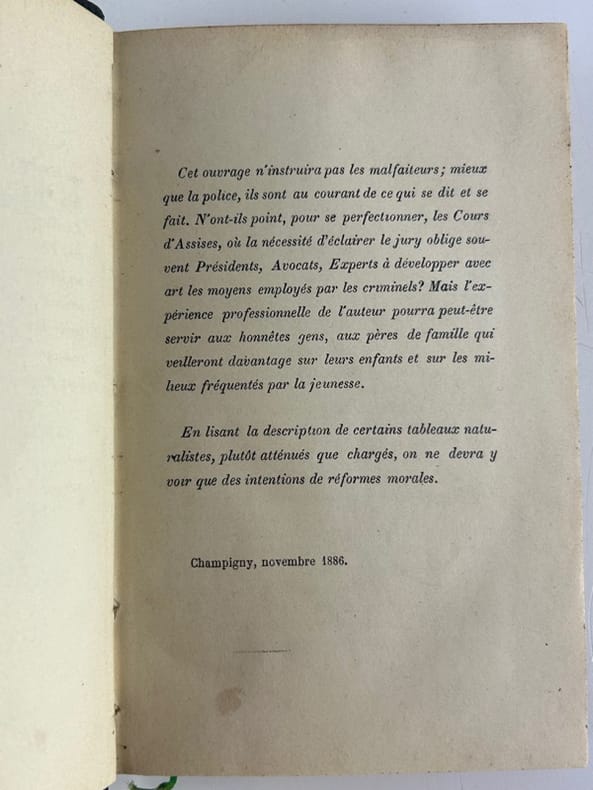 Cet ouvrage n'instruira pas les malfaiteurs; mieux
que la police, ils sont au courant de ce qui se dit et se
fait. N'ont-ils point, pour se perfectionner, les Cours
d'Assises, où la nécessité d'éclairer le jury oblige sou-
vent Présidents, Avocats, Experts à développer avec
art les moyens employés par les criminels? Mais l'ex-
périence professionnelle de l'auteur pourra peut-être
servir aux honnêtes gens, aux pères de famille qui
veilleront davantage sur leurs enfants et sur les mi-
lieux fréquentés par la jeunesse.
En lisant la description de certains tableaux natu-
ralistes, plutôt atténués que chargés, on ne devra y
voir que des intentions de réformes morales.
Champigny, novembre 1886.